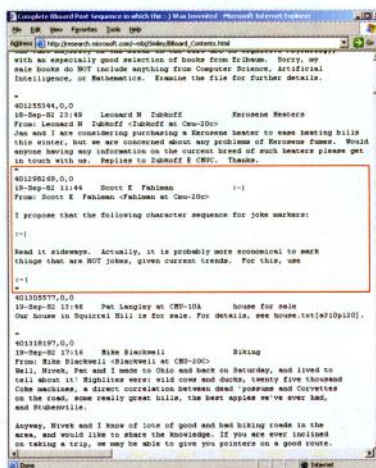 Complete Bboard Post Sequence in which the :-) Was Invented - Microsoft Internet Explorer
File Edit View Favorites Tools Help
Address http://research.microsoft.com/~mbj/Smiley/BBoard_Contents.html Go
with an especially good selection of books from Erlbaum. Sorry, my
sale books do NOT include anything from Computer Science, Artificial
Intelligence, or Mathematics. Examine the file for further details.
=
401255344,0,0
18-Sep-82 23:49 Leonard N Zubkoff Kerosene Heaters
From: Leonard N Zubkoff <Zubkoff at Cmu-20c>
Jan and I are considering purchasing a Kerosene heater to ease heating bills
this winter, but we are concerned about any problems of Kerosene fumes. Would
anyone having any information on the current breed of such heaters please get
in touch with us. Replies to Zubkoff @ CMUC. Thanks.
=
401298269,0,0
19-Sep-82 11:44 Scott E Fahlman :-)
From: Scott E Fahlman <Fahlman at Cmu-20c>
I propose that the following character sequence for joke markers:
:-)
Read it sideways. Actually, it is probably more economical to mark
things that are NOT jokes, given current trends. For this, use
:-(
=
401305577,0,0
19-Sep-82 13:46 Pat Langley at CMU-10A house for sale
Our house in Squirrel Hill is for sale. For details, see house.txt[a310pl20].
=
401318197,0,0
19-Sep-82 17:16 Mike Blackwell Biking
From: Mike Blackwell <Blackwell at CMU-20C>
Well, Nivek, Pat and I made to Ohio and back on Saturday, and lived to
tell about it! Highlites were: wild cows and ducks, twenty five thousand
Coke machines, a direct correlation between dead 'possums and Corvettes
on the road, some really great hills, the best apples we've ever had,
and Stubenville.
Anyway, Nivek and I know of lots of good and bad biking roads in the
area, and would like to share the knowledge. If you are ever inclined
on taking a trip, we may be able to give you pointers on a good route.
Done Internet